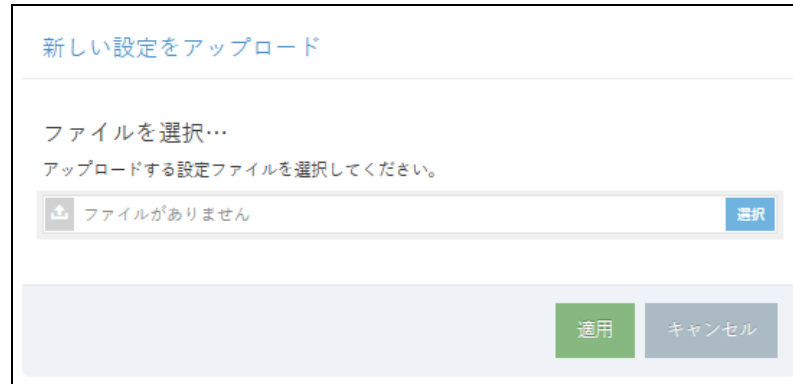 新しい設定をアップロード
ファイルを選択…
アップロードする設定ファイルを選択してください。
ファイルがありません 選択
適用 キャンセル